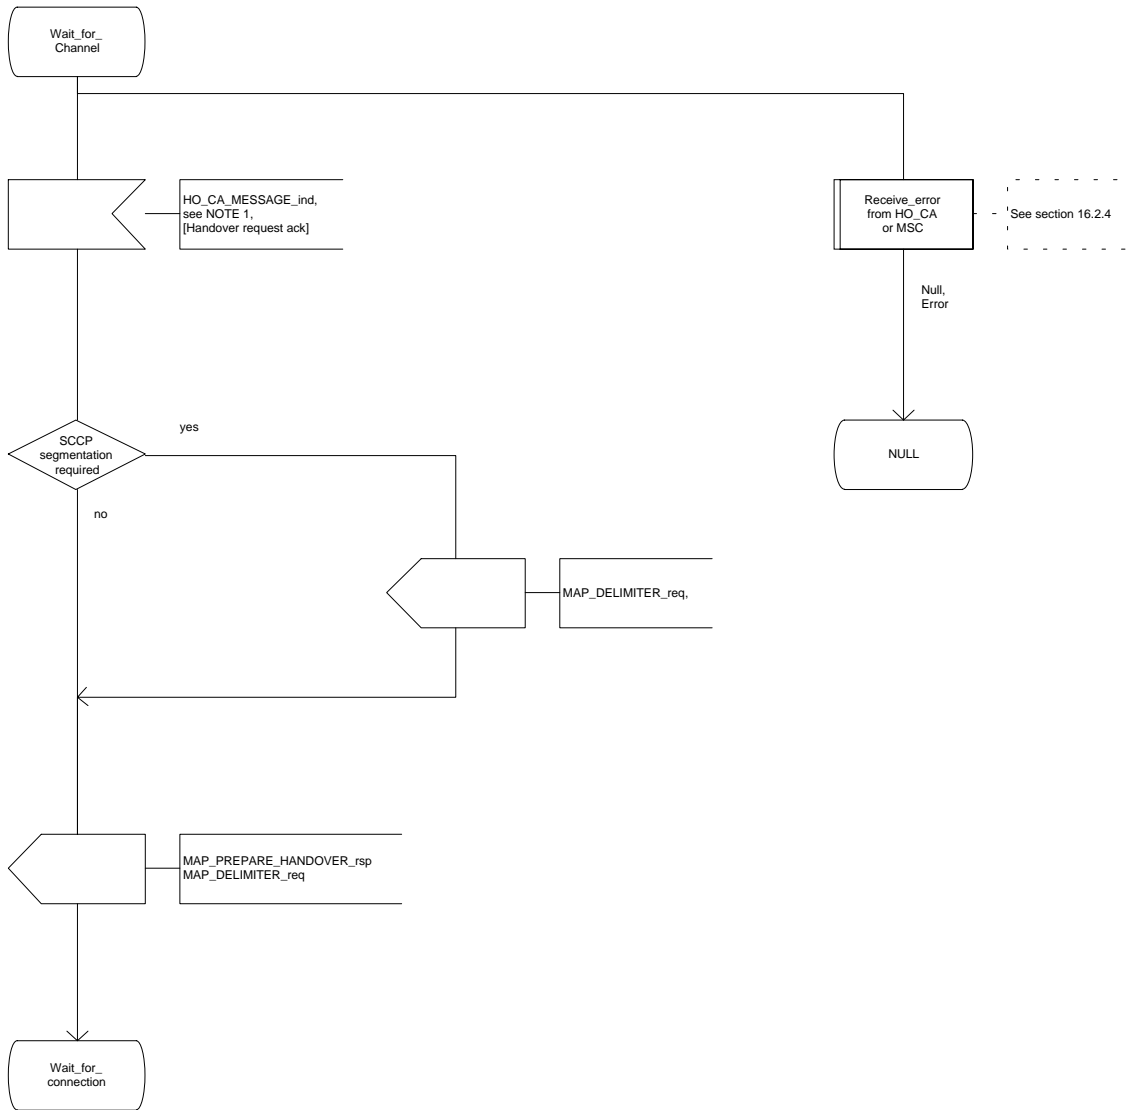 Wait_for_
Channel
HO_CA_MESSAGE_ind,
see NOTE 1,
[Handover request ack]
Receive_error
from HO_CA
or MSC
See section 16.2.4
Null,
Error
SCCP
segmentation
required
yes
NULL
no
MAP_DELIMITER_req,
MAP_PREPARE_HANDOVER_rsp
MAP_DELIMITER_req
Wait_for_
connection